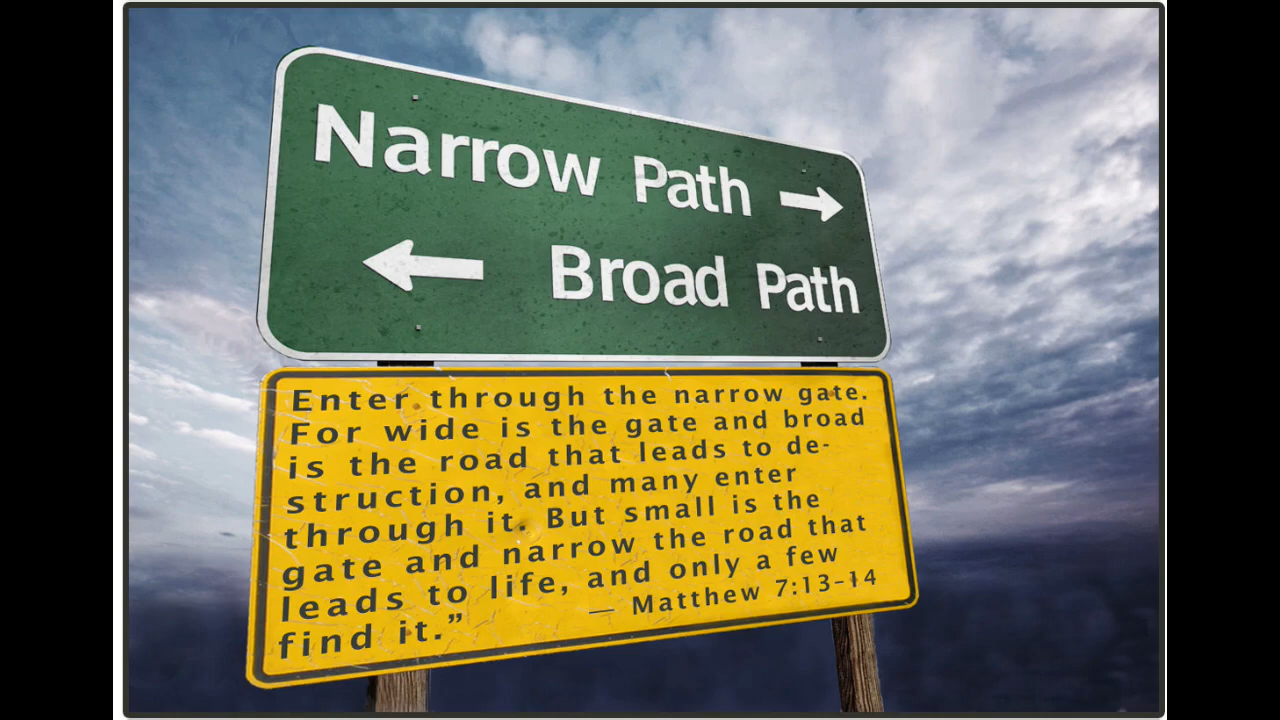 Narrow Path →
← Broad Path
Enter through the narrow gate.
For wide is the gate and broad
is the road that leads to de-
struction, and many enter
through it. But small is the
gate and narrow the road that
leads to life, and only a few
find it.” — Matthew 7:13-14